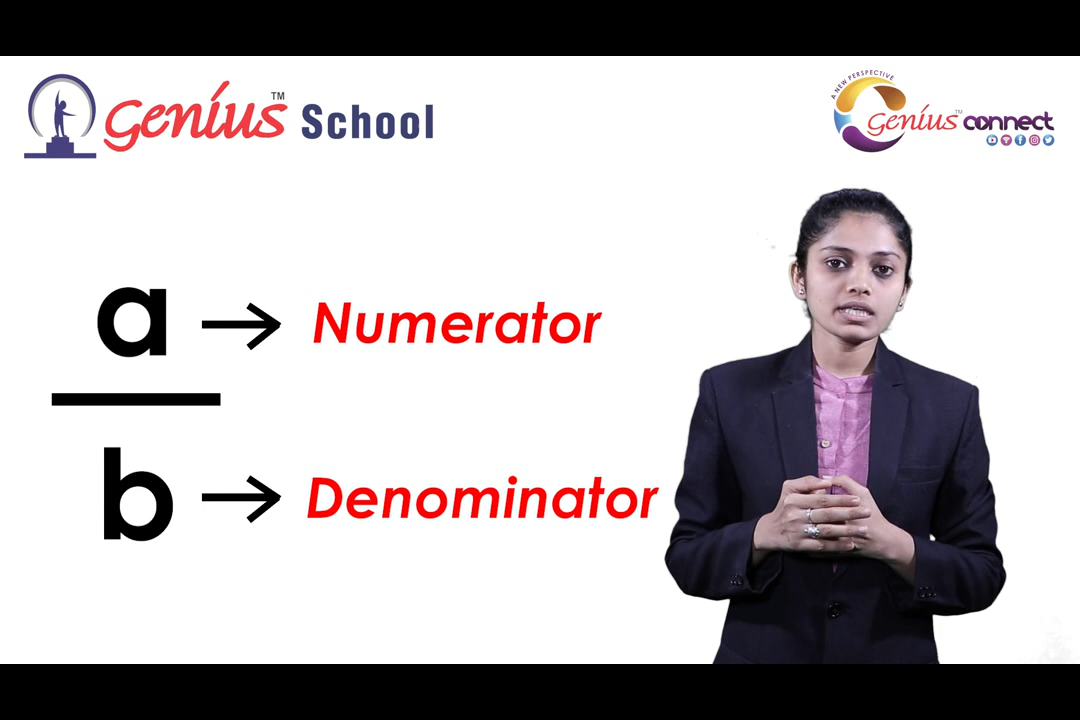 Genius™ School
A NEW PERSPECTIVE
Genius™ connect
a → Numerator
b → Denominator